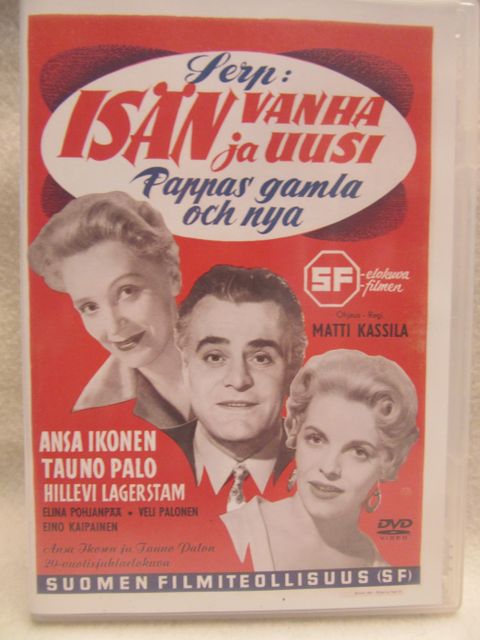 Serp:
ISÄN VANHA
ja UUSI
Pappas gamla
och nya
SF -elokuva
-filmen
Ohjaus - Regi
MATTI KASSILA
ANSA IKONEN
TAUNO PALO
HILLEVI LAGERSTAM
ELINA POHJANPÄÄ • VELI PALONEN
EINO KAIPAINEN
Ansa Ikosen ja Tauno Palon
20-vuotisjuhlaelokuva
DVD
VIDEO
SUOMEN FILMITEOLLISUUS (SF)